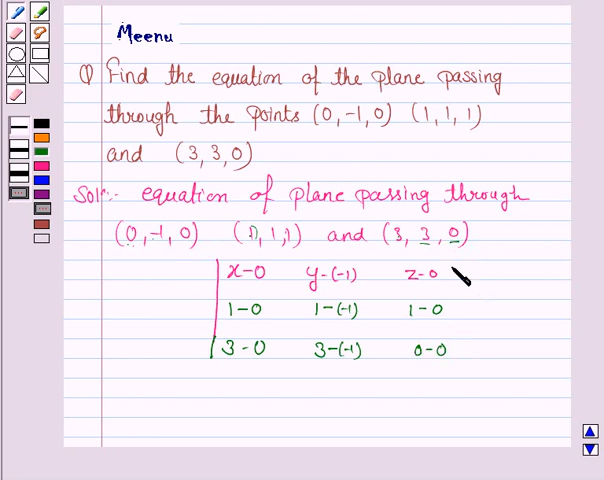 Meenu
Q Find the equation of the plane passing
through the points (0, -1, 0) (1, 1, 1)
and (3, 3, 0)
Sol:- equation of plane passing through
(0, -1, 0) (1, 1, 1) and (3, 3, 0)
x-0 y-(-1) z-0
1-0 1-(-1) 1-0
3-0 3-(-1) 0-0